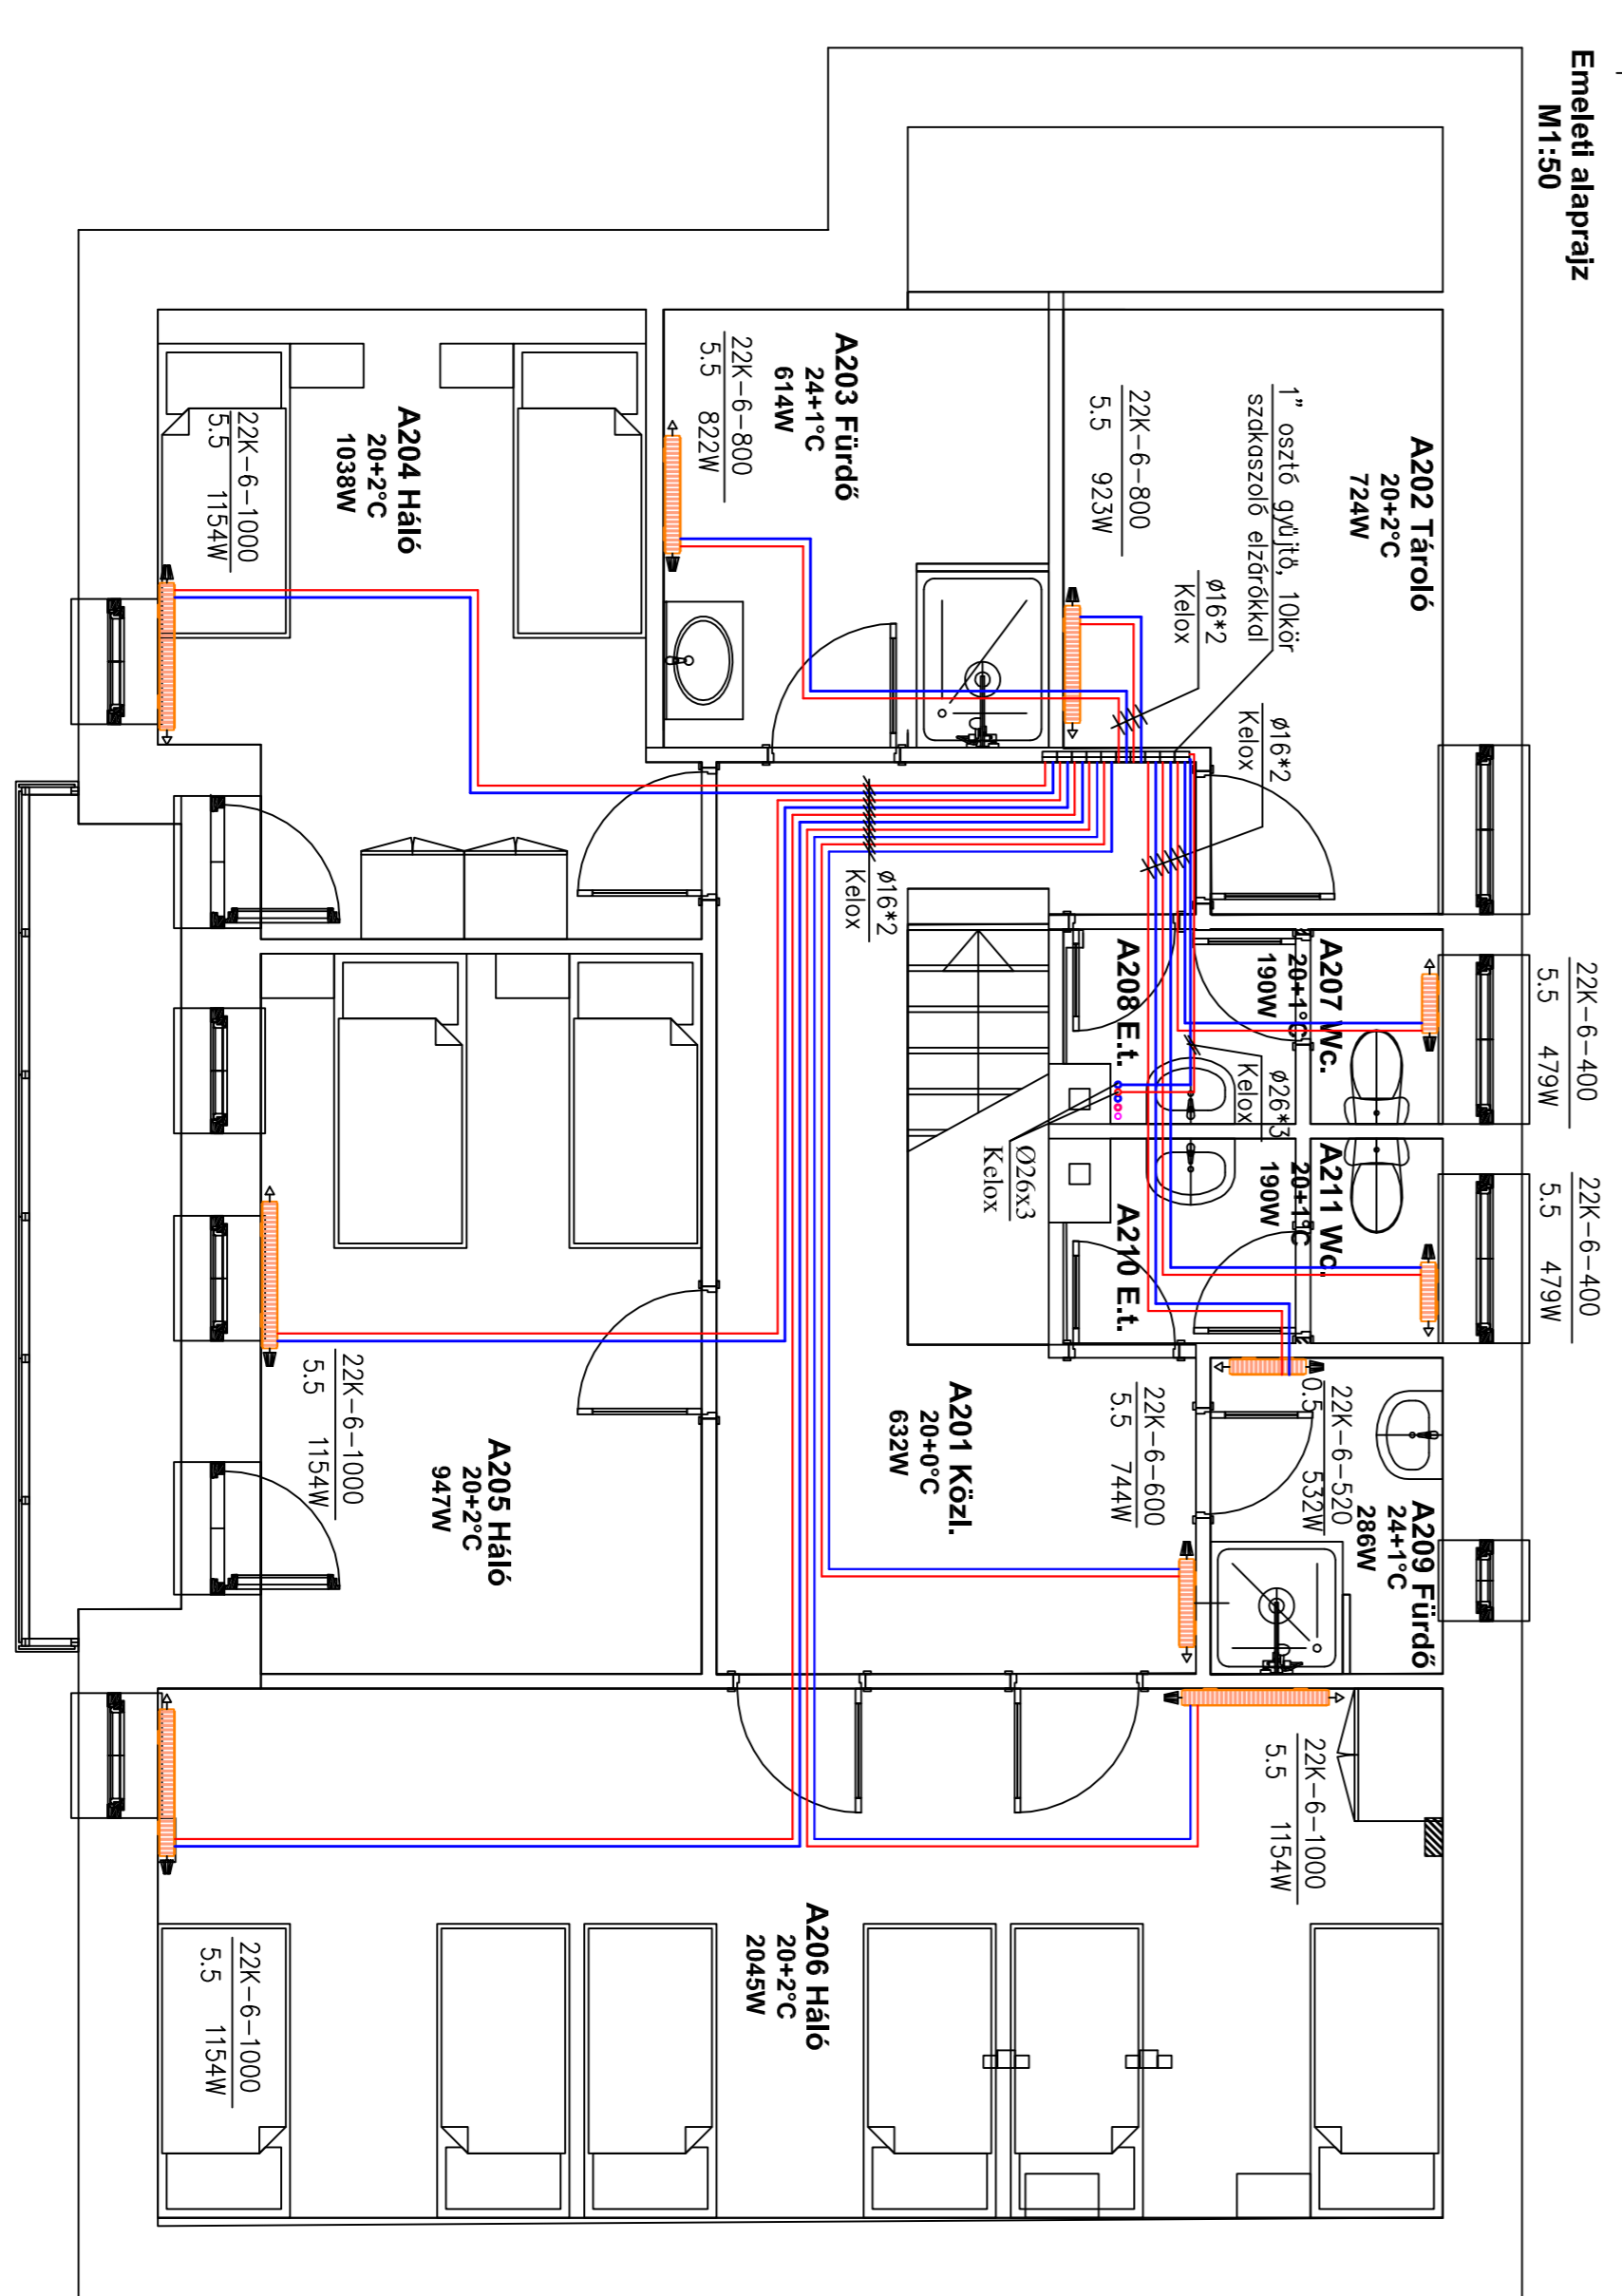 Emeleti alaprajz
M1:50
22K-6-400
5.5 479W
22K-6-400
5.5 479W
A202 Tároló
20+2°C
724W
1" osztó gyűjtő, 10kör
szakaszoló elzárókkal
22K-6-800
5.5 923W
ø16*2
Kelox
ø16*2
Kelox
A207 Wc.
20+1°C
190W
A211 Wc.
20+1°C
190W
A209 Fürdő
24+1°C
286W
22K-6-520
0.5 532W
22K-6-1000
5.5 1154W
ø26*3
Kelox
A208 E.t.
A210 E.t.
Ø26x3
Kelox
22K-6-600
5.5 744W
A201 Közl.
20+0°C
632W
A203 Fürdő
24+1°C
614W
22K-6-800
5.5 822W
ø16*2
Kelox
A206 Háló
20+2°C
2045W
A204 Háló
20+2°C
1038W
22K-6-1000
5.5 1154W
A205 Háló
20+2°C
947W
22K-6-1000
5.5 1154W
22K-6-1000
5.5 1154W